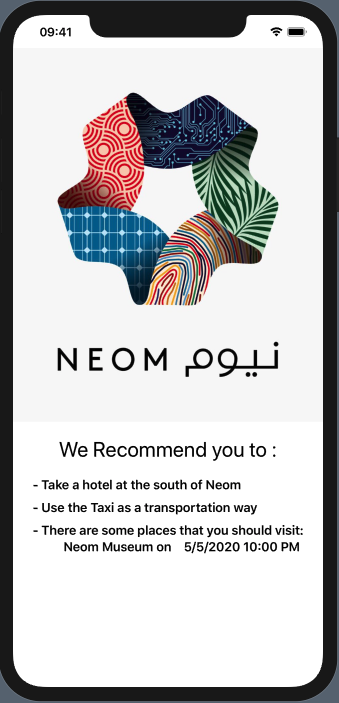 09:41
NEOM نيوم
We Recommend you to :
- Take a hotel at the south of Neom
- Use the Taxi as a transportation way
- There are some places that you should visit:
Neom Museum on 5/5/2020 10:00 PM